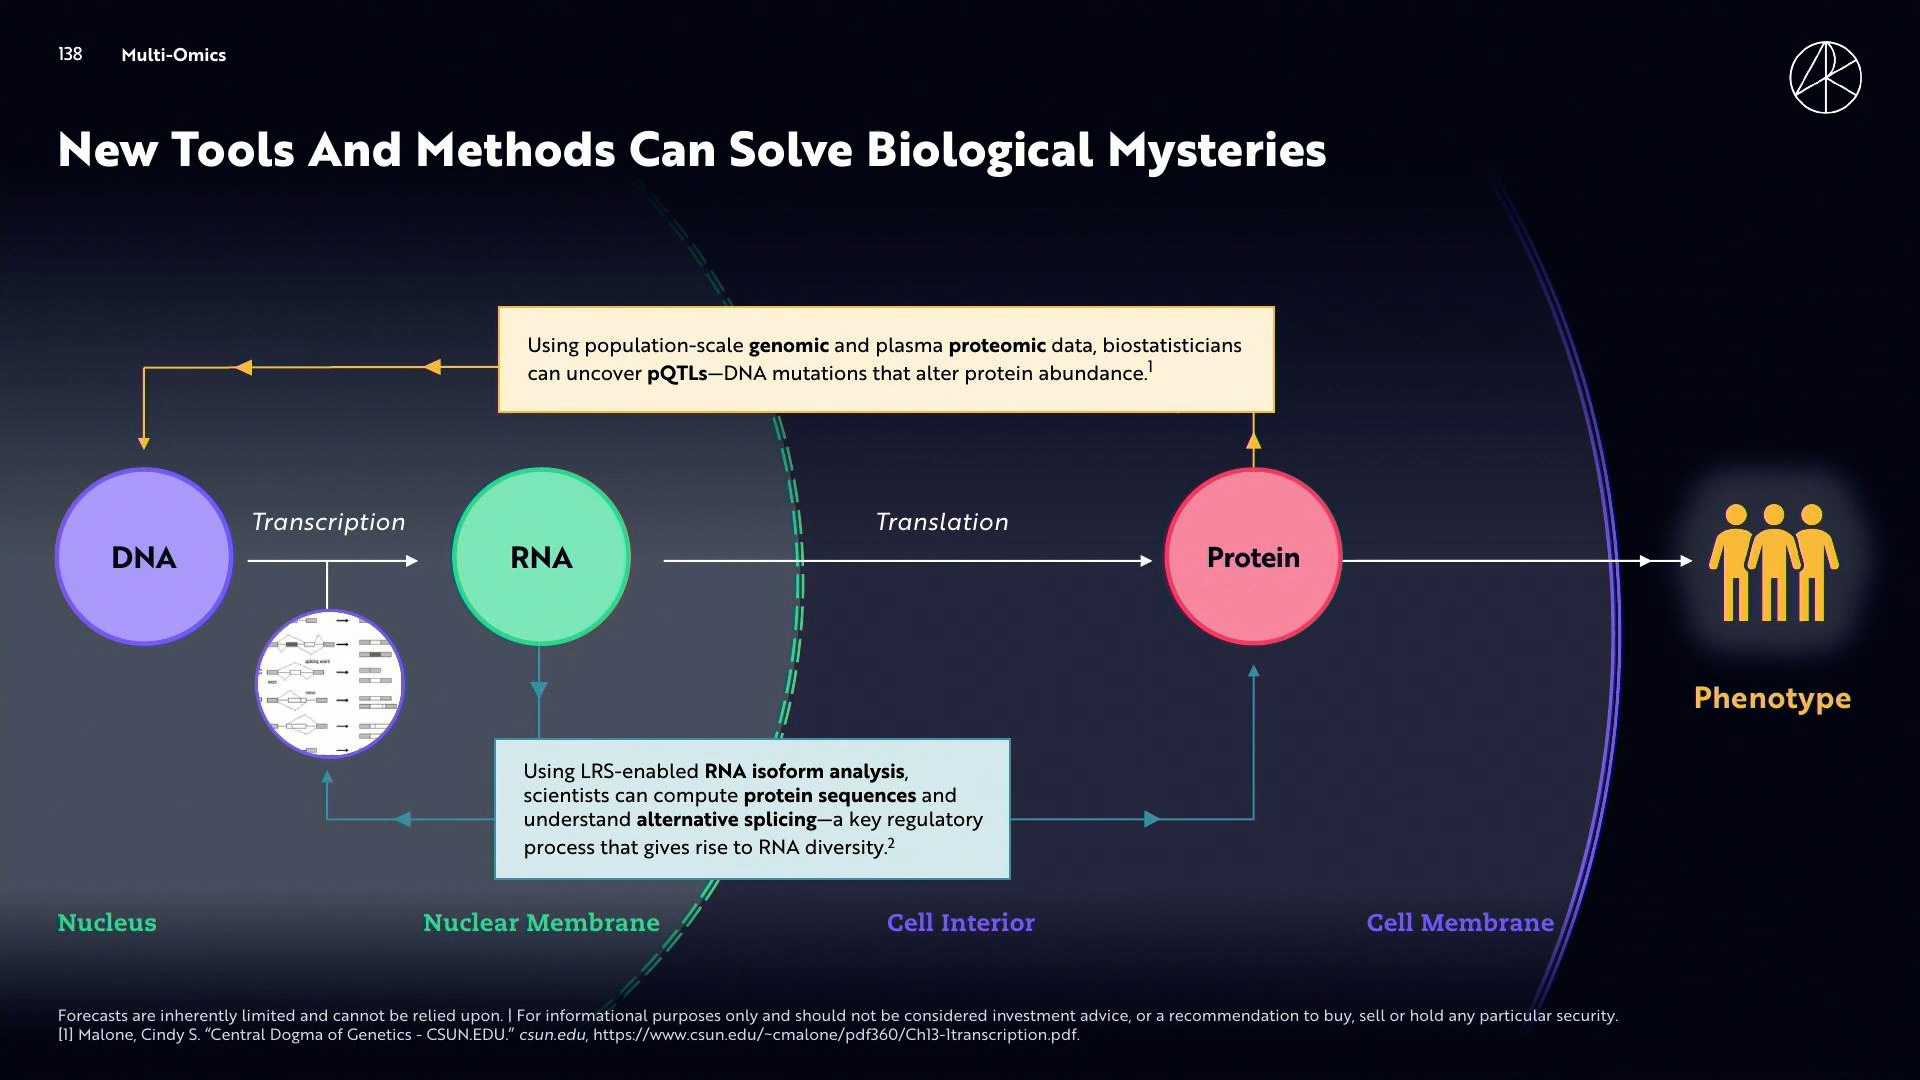 138 Multi-Omics
New Tools And Methods Can Solve Biological Mysteries
Using population-scale genomic and plasma proteomic data, biostatisticians
can uncover pQTLs—DNA mutations that alter protein abundance.1
DNA
Transcription
RNA
Translation
Protein
splicing event
Phenotype
Using LRS-enabled RNA isoform analysis,
scientists can compute protein sequences and
understand alternative splicing—a key regulatory
process that gives rise to RNA diversity.2
Nucleus
Nuclear Membrane
Cell Interior
Cell Membrane
Forecasts are inherently limited and cannot be relied upon. | For informational purposes only and should not be considered investment advice, or a recommendation to buy, sell or hold any particular security.
[1] Malone, Cindy S. “Central Dogma of Genetics - CSUN.EDU.” csun.edu, https://www.csun.edu/~cmalone/pdf360/Ch13-1transcription.pdf.